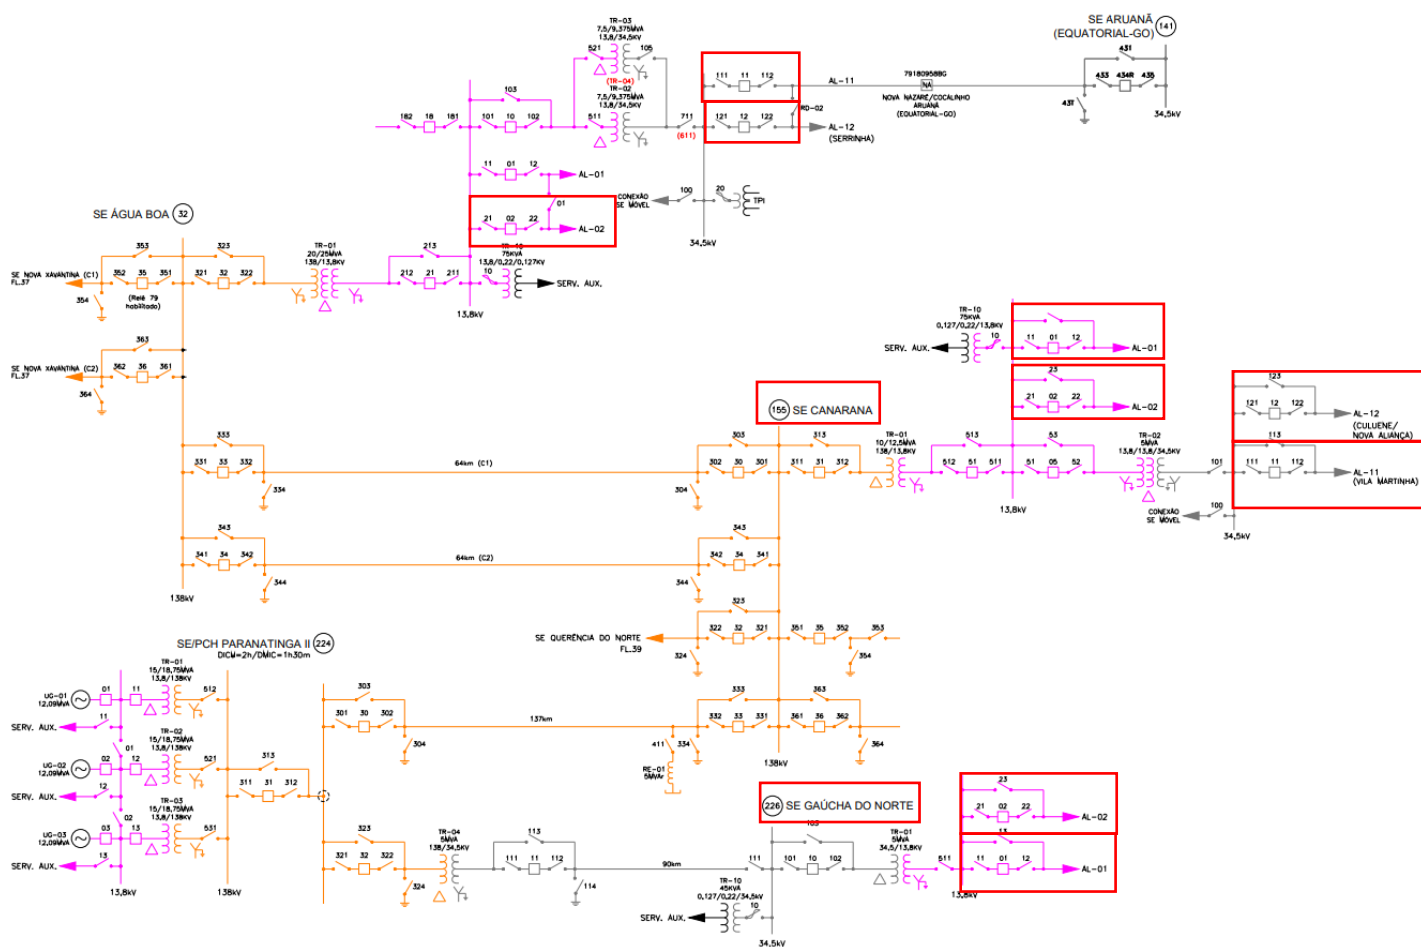 SE ARUANÃ
(EQUATORIAL-GO)
141
TR-03
7,5/9,375MVA
13,8/34,5KV
521
105
(TR-04)
TR-02
7,5/9,375MVA
13,8/34,5KV
511
711
(611)
111 11 112
AL-11
7918095BBG
NA
NOVA NAZARÉ/COCALINHO
ARUANÃ
(EQUATORIAL-GO)
431
433 434R 435
43T
34,5kV
RD-02
121 12 122
AL-12
(SERRINHA)
103
182 18 181
101 10 102
11 01 12
AL-01
01
21 02 22
AL-02
CONEXÃO
SE MÓVEL
100
20
TPI
34,5kV
SE ÁGUA BOA 32
353
323
SE NOVA XAVANTINA (C1)
FL.37
352 35 351
321 32 322
354
(Relé 79
habilitado)
TR-01
20/25MVA
138/13,8KV
213
212 21 211
75KVA
13,8/0,22/0,127KV
10
SERV. AUX.
13,8kV
363
SE NOVA XAVANTINA (C2)
FL.37
362 36 361
364
TR-10
75KVA
0,127/0,22/13,8KV
SERV. AUX.
10
11 01 12
AL-01
23
21 02 22
AL-02
123
121 12 122
AL-12
(CULUENE/
NOVA ALIANÇA)
113
111 11 112
AL-11
(VILA MARTINHA)
155 SE CANARANA
333
331 33 332
334
64km (C1)
303
302 30 301
304
313
311 31 312
TR-01
10/12,5MVA
138/13,8KV
513
512 51 511
53
51 05 52
TR-02
5MVA
13,8/13,8/34,5KV
101
CONEXÃO
SE MÓVEL
100
13,8kV
34,5kV
343
341 34 342
344
64km (C2)
343
342 34 341
344
138kV
323
SE QUERÊNCIA DO NORTE
FL.39
322 32 321
324
351 35 352
353
354
SE/PCH PARANATINGA II 224
DICM=2h/DMIC=1h30m
TR-01
15/18,75MVA
13,8/138KV
UG-01
12,09MVA
01 11
512
SERV. AUX.
11
01
TR-02
15/18,75MVA
13,8/138KV
UG-02
12,09MVA
02 12
521
SERV. AUX.
12
02
TR-03
15/18,75MVA
13,8/138KV
UG-03
12,09MVA
03 13
531
SERV. AUX.
13
13,8kV
138kV
313
311 31 312
303
301 30 302
304
137km
411
RE-01
5MVAr
333
332 33 331
334
363
361 36 362
364
138kV
323
321 32 322
324
TR-04
5MVA
138/34,5KV
113
111 11 112
114
90km
226 SE GAÚCHA DO NORTE
111
103
101 10 102
TR-01
5MVA
34,5/13,8KV
511
TR-10
45KVA
0,127/0,22/34,5kV
SERV. AUX.
10
34,5kV
23
21 02 22
AL-02
13
11 01 12
AL-01
13,8kV